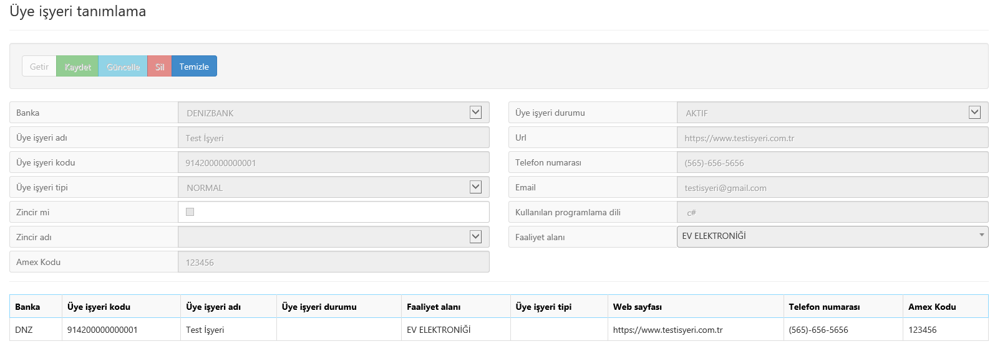 Üye işyeri tanımlama
Getir Kaydet Güncelle Sil Temizle
Banka DENIZBANK Üye işyeri durumu AKTIF
Üye işyeri adı Test İşyeri Url https://www.testisyeri.com.tr
Üye işyeri kodu 914200000000001 Telefon numarası (565)-656-5656
Üye işyeri tipi NORMAL Email testisyeri@gmail.com
Zincir mi Kullanılan programlama dili c#
Zincir adı Faaliyet alanı EV ELEKTRONİĞİ
Amex Kodu 123456
Banka Üye işyeri kodu Üye işyeri adı Üye işyeri durumu Faaliyet alanı Üye işyeri tipi Web sayfası Telefon numarası Amex Kodu
DNZ 914200000000001 Test İşyeri EV ELEKTRONİĞİ https://www.testisyeri.com.tr (565)-656-5656 123456